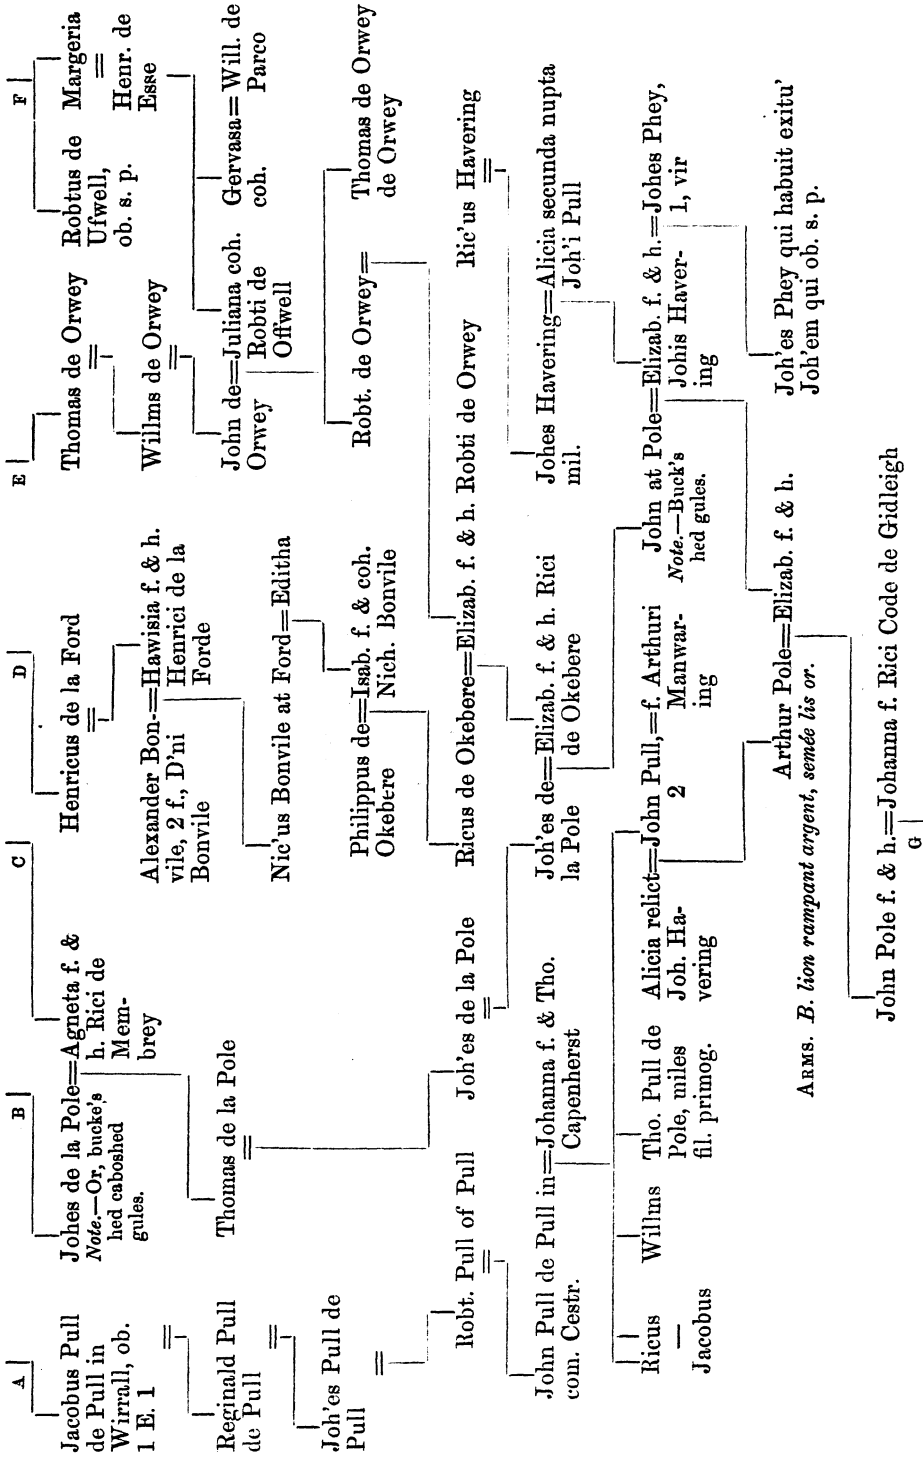 A
B
C
D
E
F
Jacobus Pull
de Pull in
Wirrall, ob.
1 E. 1
Johes de la Pole=Agneta f. &
Note.—Or, bucke's
hed caboshed
gules.
h. Rici de
Mem-
brey
Henricus de la Ford
Thomas de Orwey
Robtus de
Ufwell,
ob. s. p.
Margeria
=
Henr. de
Esse
Alexander Bon-=Hawisia f. & h.
vile, 2 f., D'ni
Bonvile
Henrici de la
Forde
Willms de Orwey
Reginald Pull
de Pull
Thomas de la Pole
John de=Juliana coh.
Orwey
Robti de
Offwell
Gervasa=Will. de
coh.
Parco
Nic'us Bonvile at Ford=Editha
Joh'es Pull de
Pull
Philippus de=Isab. f. & coh.
Okebere
Nich. Bonvile
Robt. de Orwey=
Thomas de Orwey
de Orwey
Robt. Pull of Pull
Joh'es de la Pole
Ricus de Okebere=Elizab. f. & h. Robti de Orwey
Ric'us Havering
John Pull de Pull in=Johanna f. & Tho.
com. Cestr.
Capenherst
Joh'es de=Elizab. f. & h. Rici
la Pole
de Okebere
Johes Havering=Alicia secunda nupta
mil.
Joh'i Pull
Ricus
—
Jacobus
Willms
Tho. Pull de
Pole, miles
fil. primog.
Alicia relict=John Pull,=f. Arthuri
Joh. Ha-
vering
2
Manwar-
ing
John at Pole=Elizab. f. & h.=Johes Phey,
Note.—Buck's
hed gules.
Johis Haver-
ing
1, vir
Arthur Pole=Elizab. f. & h.
Joh'es Phey qui habuit exitu'
Joh'em qui ob. s. p.
ARMS. B. lion rampant argent, semée lis or.
John Pole f. & h.=Johanna f. Rici Code de Gidleigh
G